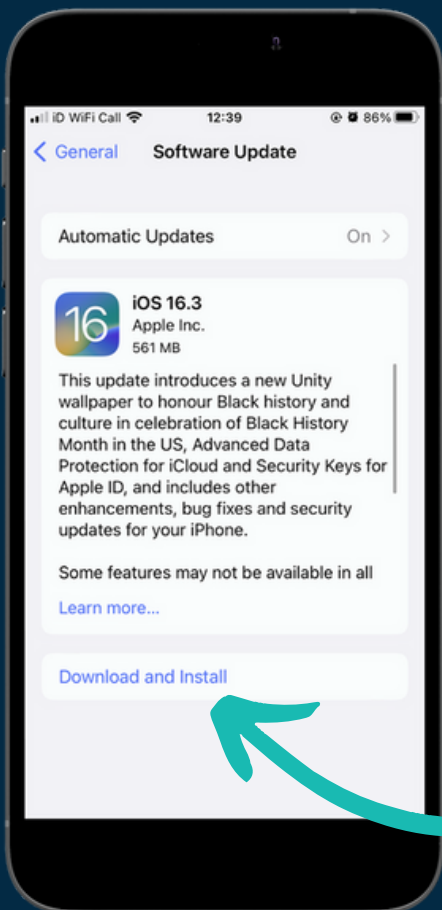 iD WiFi Call 12:39 86%
General Software Update
Automatic Updates On
16
iOS 16.3
Apple Inc.
561 MB
This update introduces a new Unity
wallpaper to honour Black history and
culture in celebration of Black History
Month in the US, Advanced Data
Protection for iCloud and Security Keys for
Apple ID, and includes other
enhancements, bug fixes and security
updates for your iPhone.
Some features may not be available in all
Learn more...
Download and Install